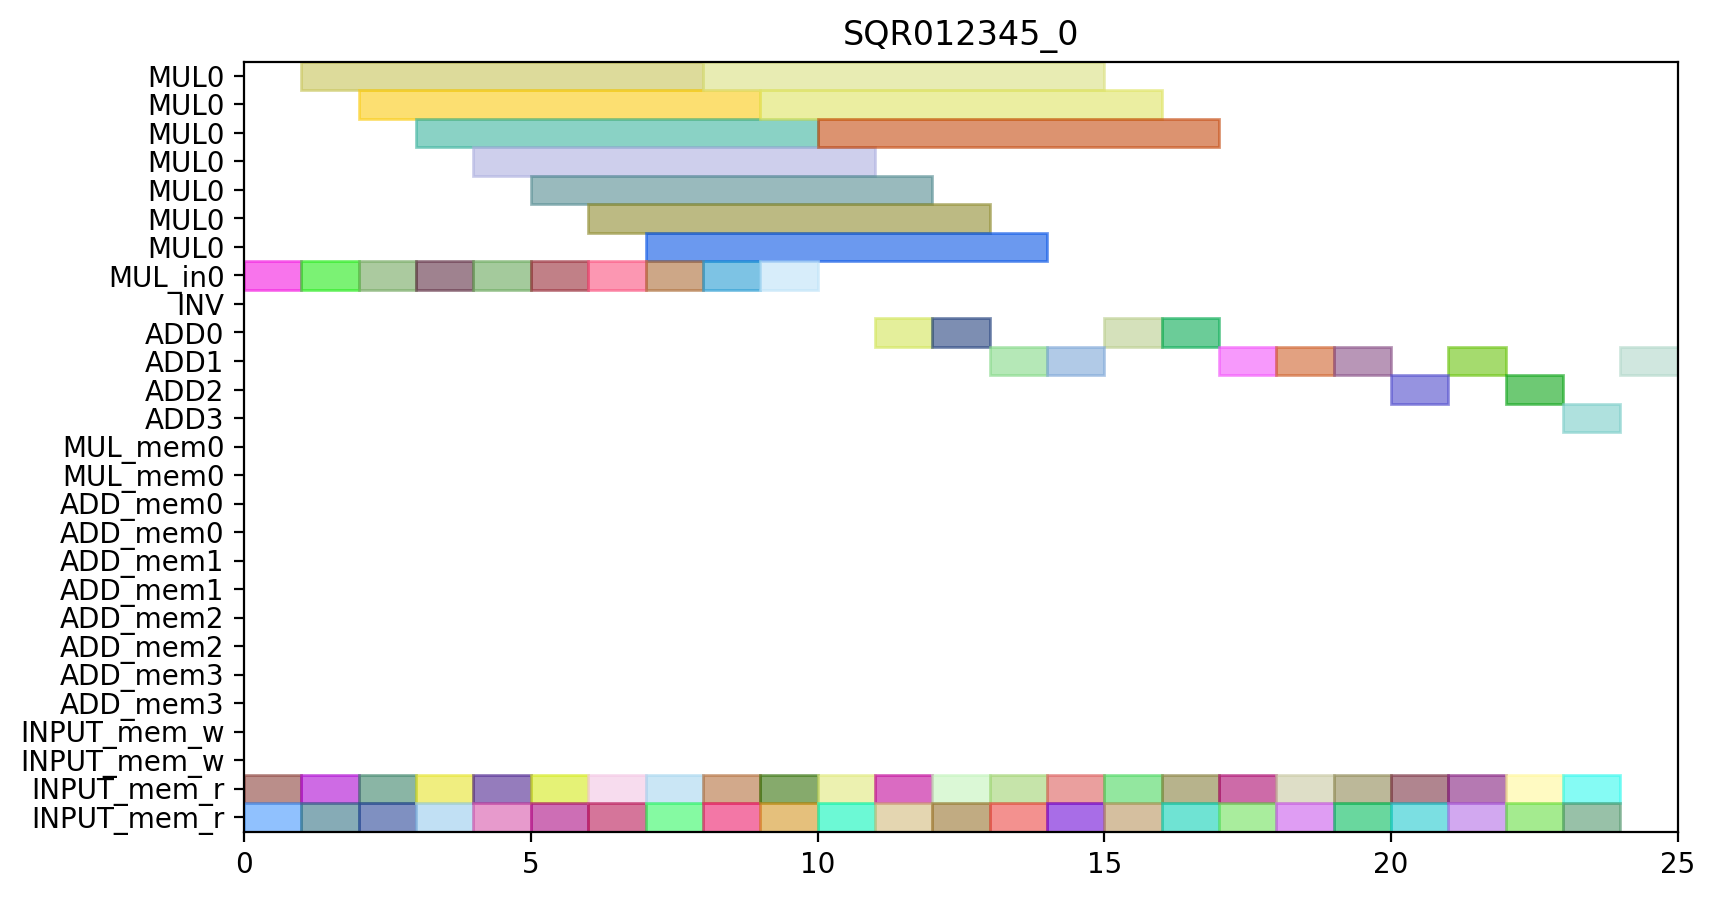 SQR012345_0
MUL0
MUL0
MUL0
MUL0
MUL0
MUL0
MUL0
MUL_in0
INV
ADD0
ADD1
ADD2
ADD3
MUL_mem0
MUL_mem0
ADD_mem0
ADD_mem0
ADD_mem1
ADD_mem1
ADD_mem2
ADD_mem2
ADD_mem3
ADD_mem3
INPUT_mem_w
INPUT_mem_w
INPUT_mem_r
INPUT_mem_r
0 5 10 15 20 25